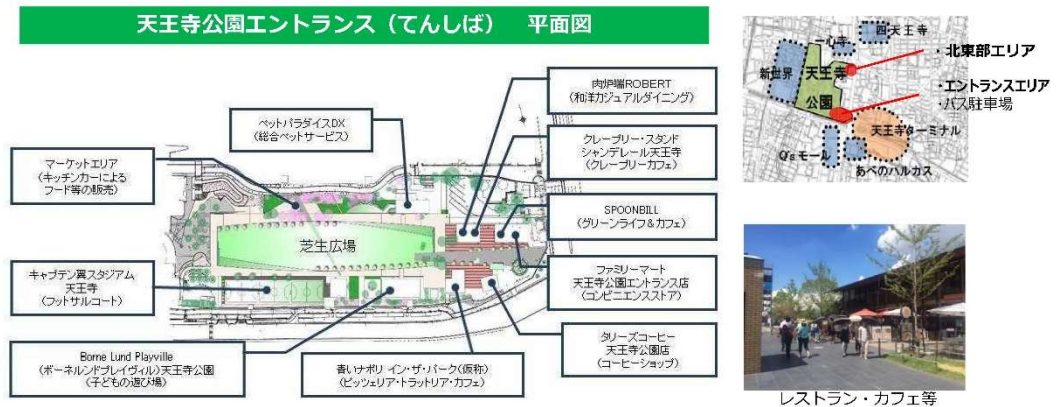 天王寺公園エントランス（てんしば）　平面図
肉炉端ROBERT
（和洋カジュアルダイニング）
ペットパラダイスDX
（総合ペットサービス）
クレープリー・スタンド
シャンデレール天王寺
（クレープリーカフェ）
マーケットエリア
（キッチンカーによる
フード等の販売）
SPOONBILL
（グリーンライフ＆カフェ）
芝生広場
キャプテン翼スタジアム
天王寺
（フットサルコート）
ファミリーマート
天王寺公園エントランス店
（コンビニエンスストア）
タリーズコーヒー
天王寺公園店
（コーヒーショップ）
Borne Lund Playville
（ボーネルンドプレイヴィル）天王寺公園
（子どもの遊び場）
青いナポリ イン・ザ・パーク（仮称）
（ピッツェリア・トラットリア・カフェ）
四天王寺
一心寺
・北東部エリア
新世界
天王寺
公園
・エントランスエリア
・バス駐車場
天王寺ターミナル
Q'sモール
あべのハルカス
レストラン・カフェ等